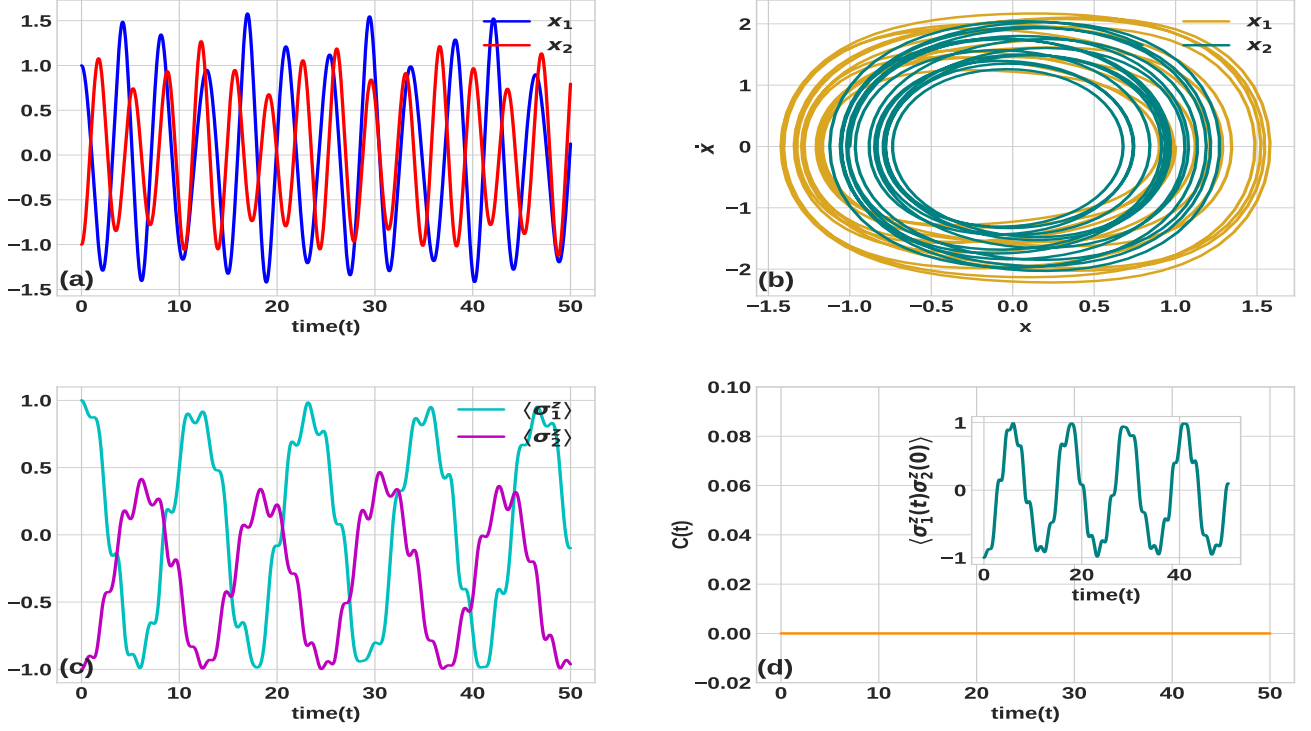 1.5
1.0
0.5
0.0
−0.5
−1.0
−1.5
x₁
x₂
(a)
0 10 20 30 40 50
time(t)
2
1
0
−1
−2
ẋ
x₁
x₂
(b)
−1.5 −1.0 −0.5 0.0 0.5 1.0 1.5
x
1.0
0.5
0.0
−0.5
−1.0
⟨σ₁ᶻ⟩
⟨σ₂ᶻ⟩
(c)
0 10 20 30 40 50
time(t)
0.10
0.08
0.06
0.04
0.02
0.00
−0.02
C(t)
⟨σ₁ᶻ(t)σ₂ᶻ(0)⟩
1
0
−1
0 20 40
time(t)
(d)
0 10 20 30 40 50
time(t)